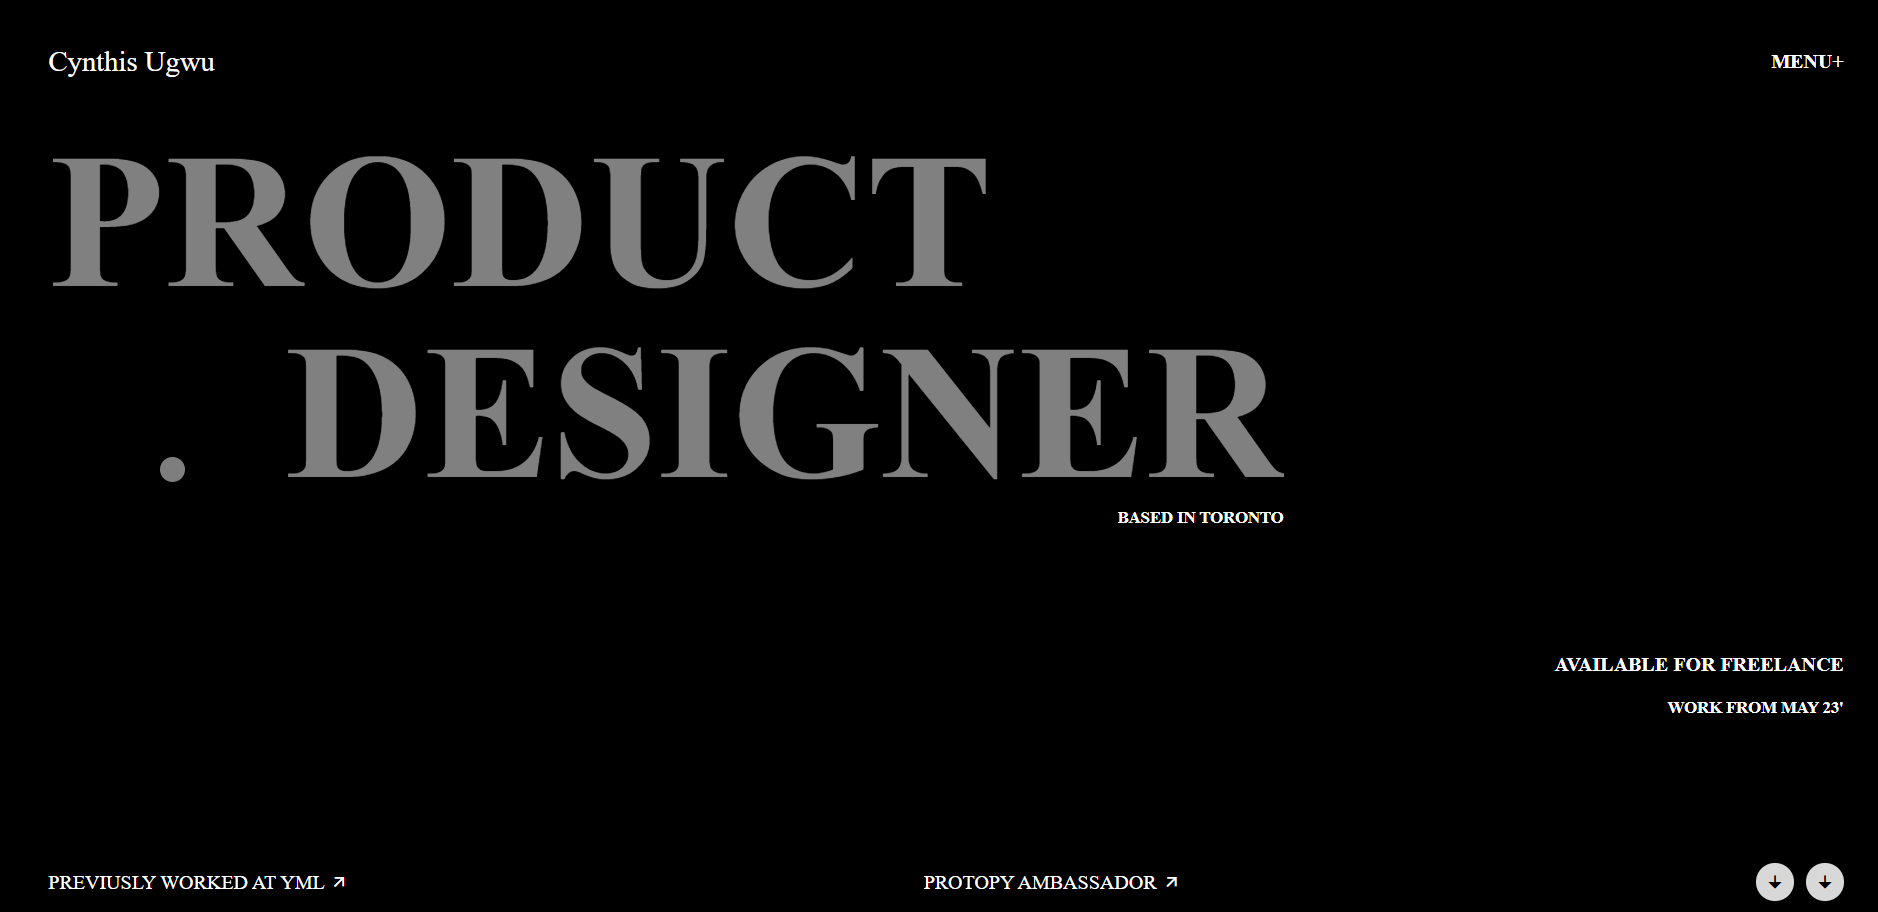 Cynthis Ugwu
MENU+
PRODUCT
. DESIGNER
BASED IN TORONTO
AVAILABLE FOR FREELANCE
WORK FROM MAY 23'
PREVIUSLY WORKED AT YML
PROTOPY AMBASSADOR